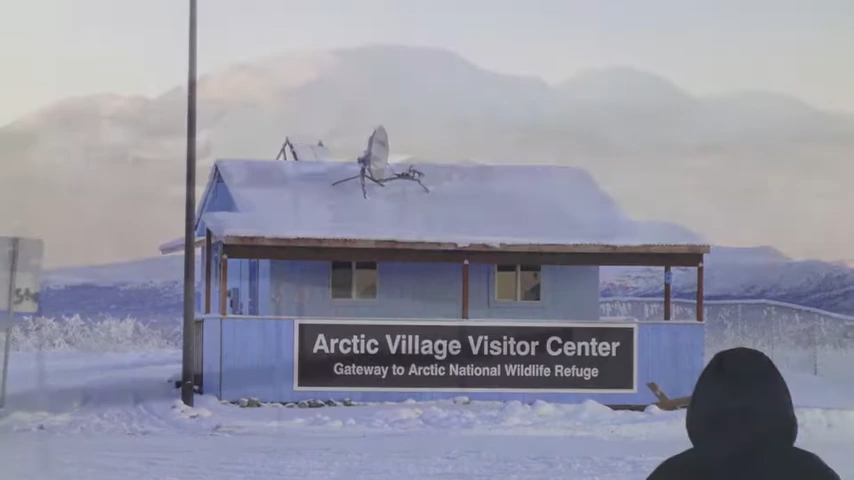 Arctic Village Visitor Center
Gateway to Arctic National Wildlife Refuge